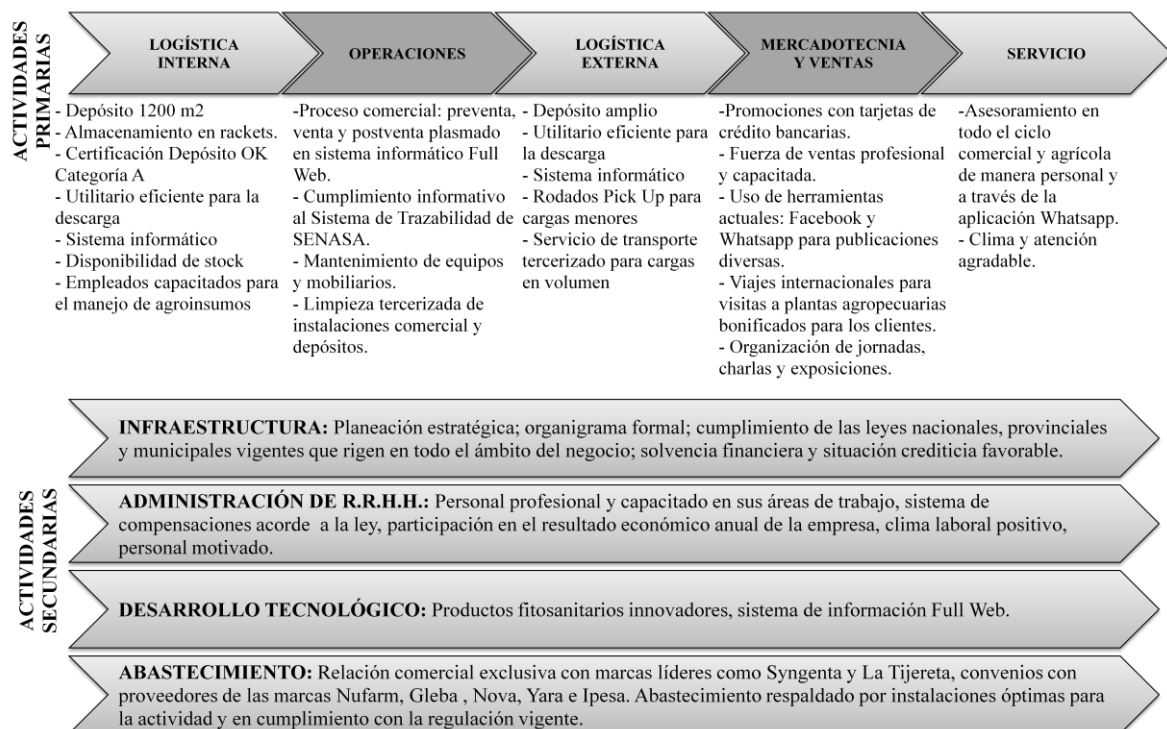 ACTIVIDADES
PRIMARIAS
LOGÍSTICA
INTERNA
- Depósito 1200 m2
- Almacenamiento en rackets.
- Certificación Depósito OK
Categoría A
- Utilitario eficiente para la
descarga
- Sistema informático
- Disponibilidad de stock
- Empleados capacitados para
el manejo de agroinsumos
OPERACIONES
-Proceso comercial: preventa,
venta y postventa plasmado
en sistema informático Full
Web.
- Cumplimiento informativo
al Sistema de Trazabilidad de
SENASA.
- Mantenimiento de equipos
y mobiliarios.
- Limpieza tercerizada de
instalaciones comercial y
depósitos.
LOGÍSTICA
EXTERNA
- Depósito amplio
- Utilitario eficiente para
la descarga
- Sistema informático
- Rodados Pick Up para
cargas menores
- Servicio de transporte
tercerizado para cargas
en volumen
MERCADOTECNIA
Y VENTAS
-Promociones con tarjetas de
crédito bancarias.
- Fuerza de ventas profesional
y capacitada.
- Uso de herramientas
actuales: Facebook y
Whatsapp para publicaciones
diversas.
- Viajes internacionales para
visitas a plantas agropecuarias
bonificados para los clientes.
- Organización de jornadas,
charlas y exposiciones.
SERVICIO
-Asesoramiento en
todo el ciclo
comercial y agrícola
de manera personal y
a través de la
aplicación Whatsapp.
- Clima y atención
agradable.
ACTIVIDADES
SECUNDARIAS
INFRAESTRUCTURA: Planeación estratégica; organigrama formal; cumplimiento de las leyes nacionales, provinciales
y municipales vigentes que rigen en todo el ámbito del negocio; solvencia financiera y situación crediticia favorable.
ADMINISTRACIÓN DE R.R.H.H.: Personal profesional y capacitado en sus áreas de trabajo, sistema de
compensaciones acorde a la ley, participación en el resultado económico anual de la empresa, clima laboral positivo,
personal motivado.
DESARROLLO TECNOLÓGICO: Productos fitosanitarios innovadores, sistema de información Full Web.
ABASTECIMIENTO: Relación comercial exclusiva con marcas líderes como Syngenta y La Tijereta, convenios con
proveedores de las marcas Nufarm, Gleba , Nova, Yara e Ipesa. Abastecimiento respaldado por instalaciones óptimas para
la actividad y en cumplimiento con la regulación vigente.